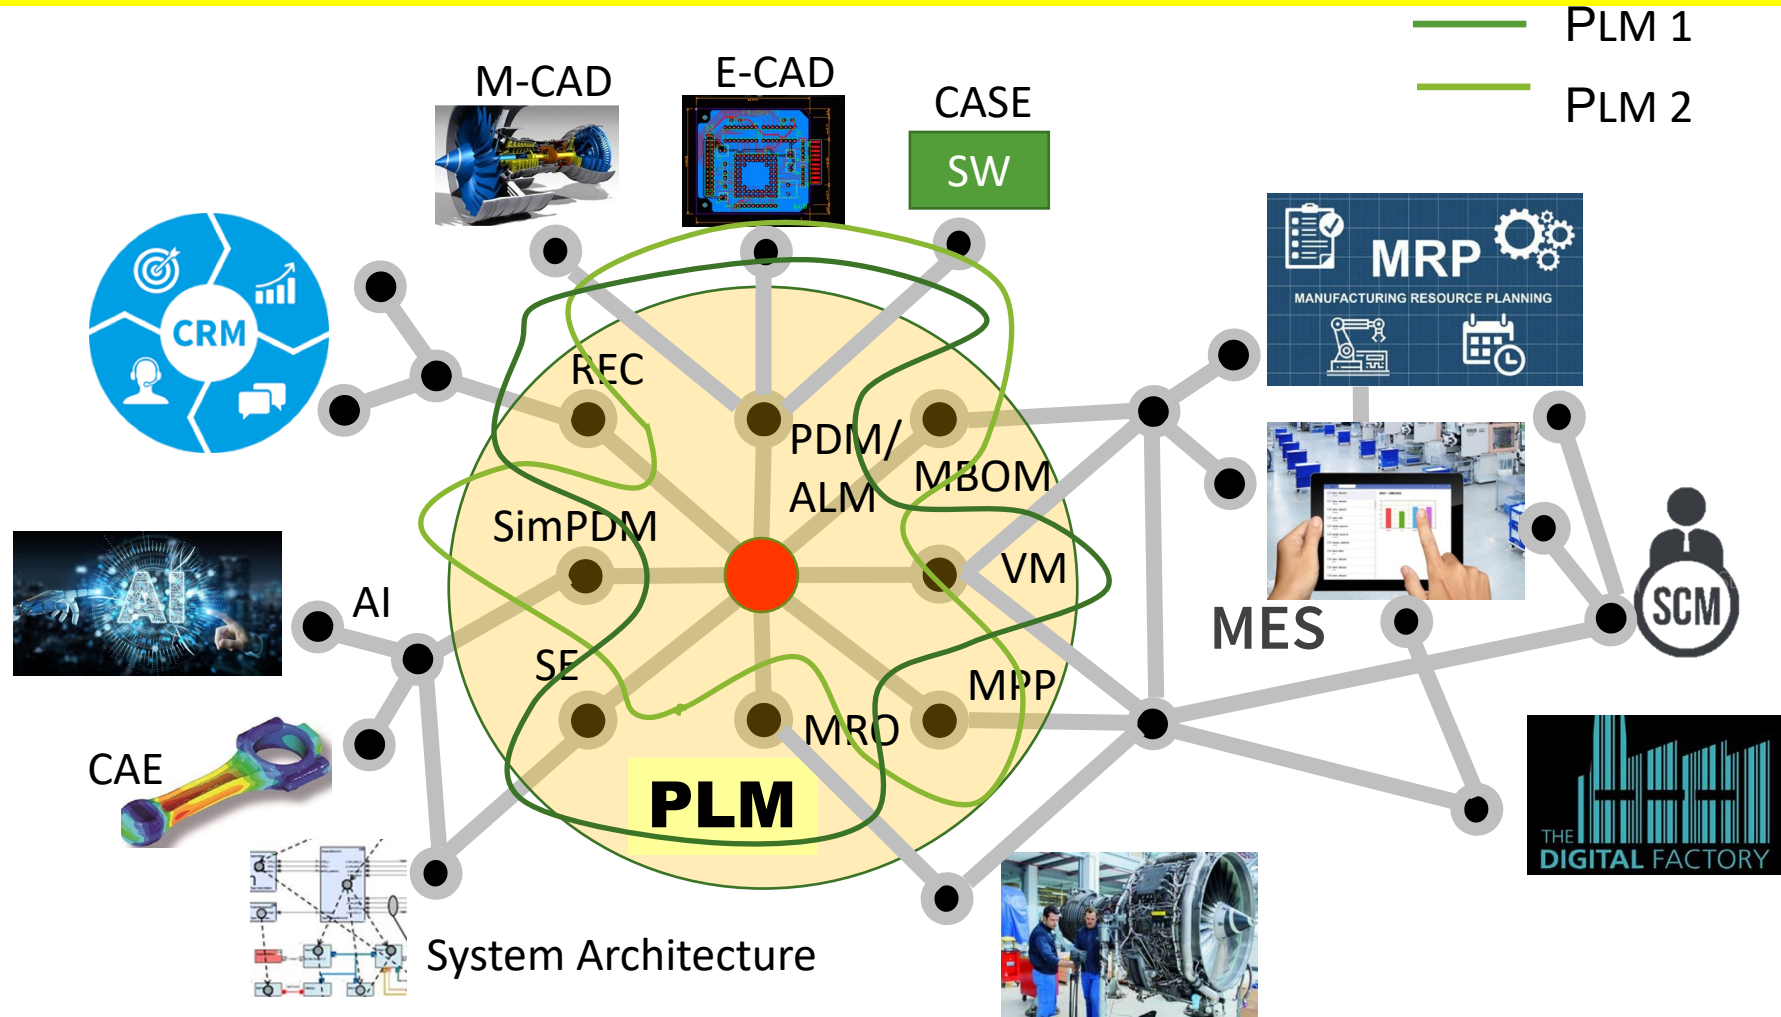 PLM 1
PLM 2
M-CAD
E-CAD
CASE
SW
CRM
MRP
MANUFACTURING RESOURCE PLANNING
REC
PDM/
ALM
MBOM
SimPDM
VM
AI
AI
SE
MPP
MRO
MES
SCM
CAE
PLM
THE
DIGITAL FACTORY
System Architecture